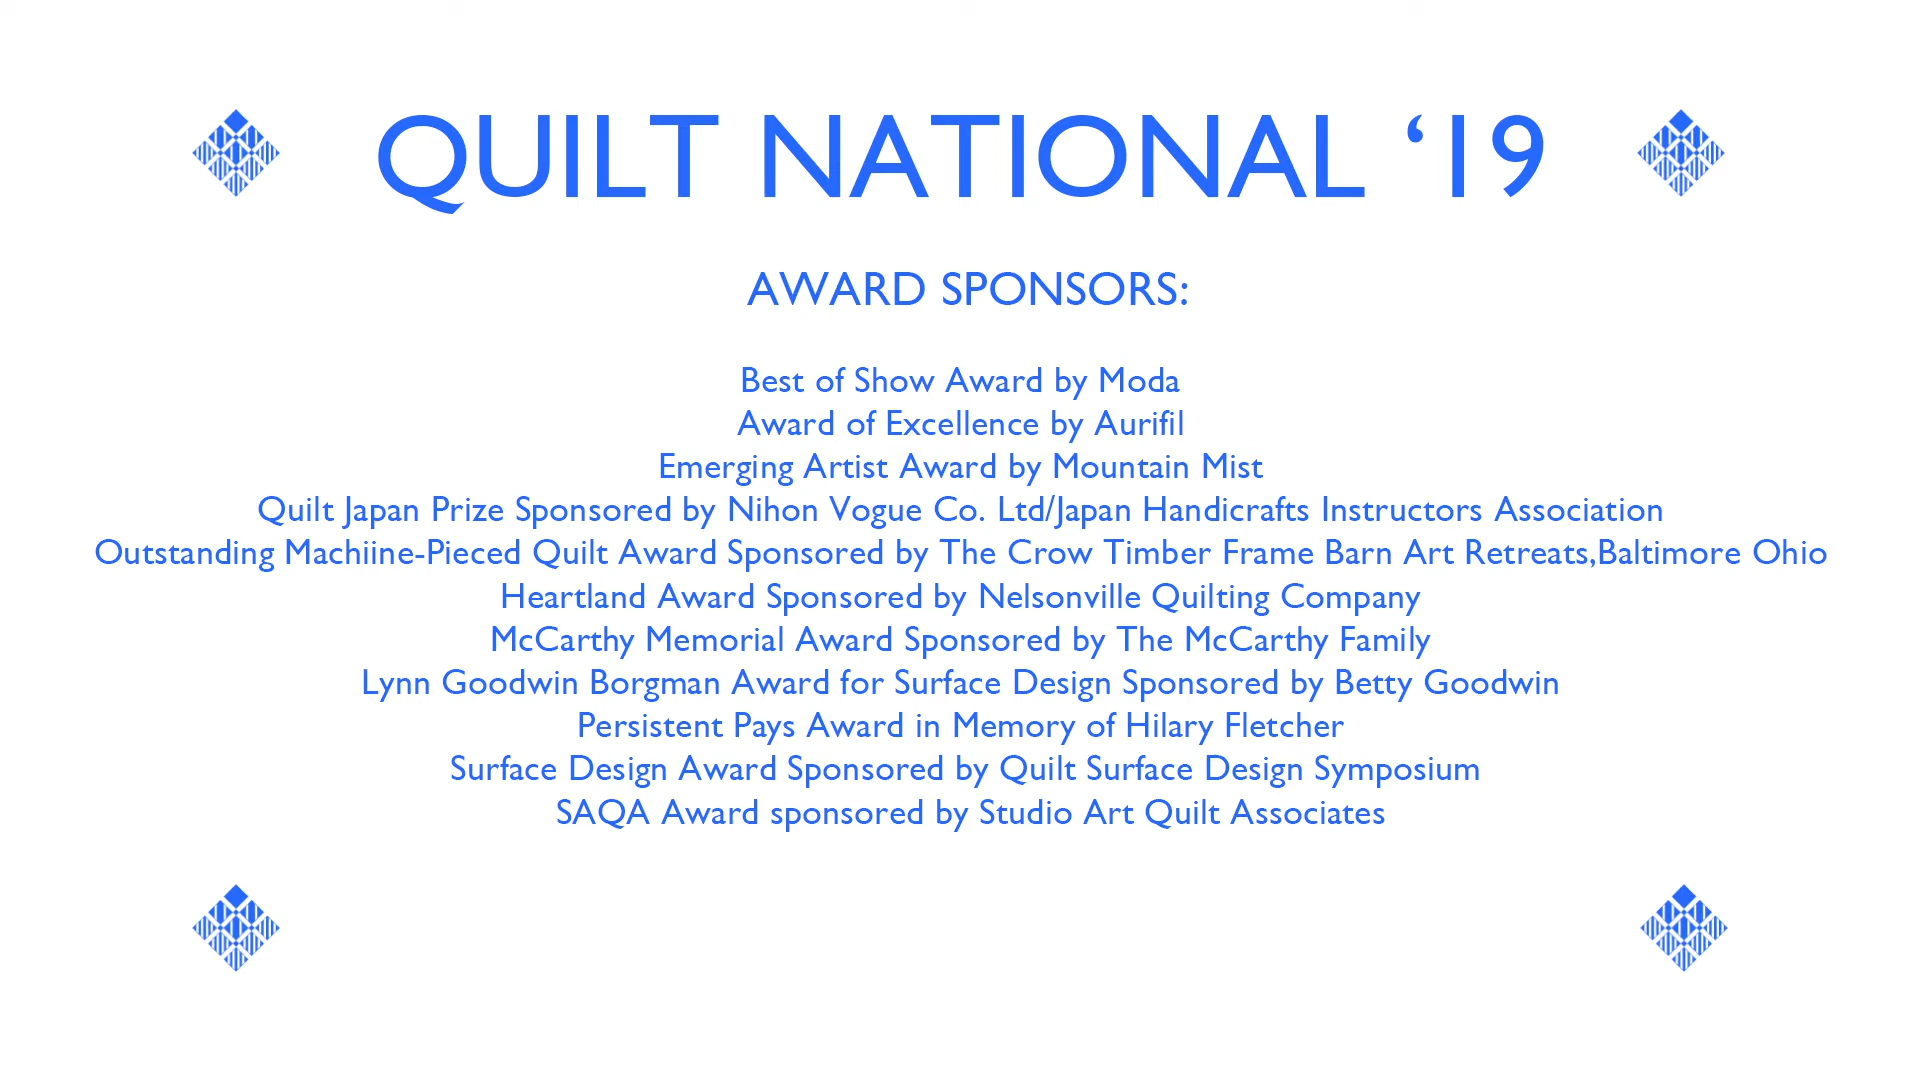 QUILT NATIONAL ‘19
AWARD SPONSORS:
Best of Show Award by Moda
Award of Excellence by Aurifil
Emerging Artist Award by Mountain Mist
Quilt Japan Prize Sponsored by Nihon Vogue Co. Ltd/Japan Handicrafts Instructors Association
Outstanding Machiine-Pieced Quilt Award Sponsored by The Crow Timber Frame Barn Art Retreats,Baltimore Ohio
Heartland Award Sponsored by Nelsonville Quilting Company
McCarthy Memorial Award Sponsored by The McCarthy Family
Lynn Goodwin Borgman Award for Surface Design Sponsored by Betty Goodwin
Persistent Pays Award in Memory of Hilary Fletcher
Surface Design Award Sponsored by Quilt Surface Design Symposium
SAQA Award sponsored by Studio Art Quilt Associates